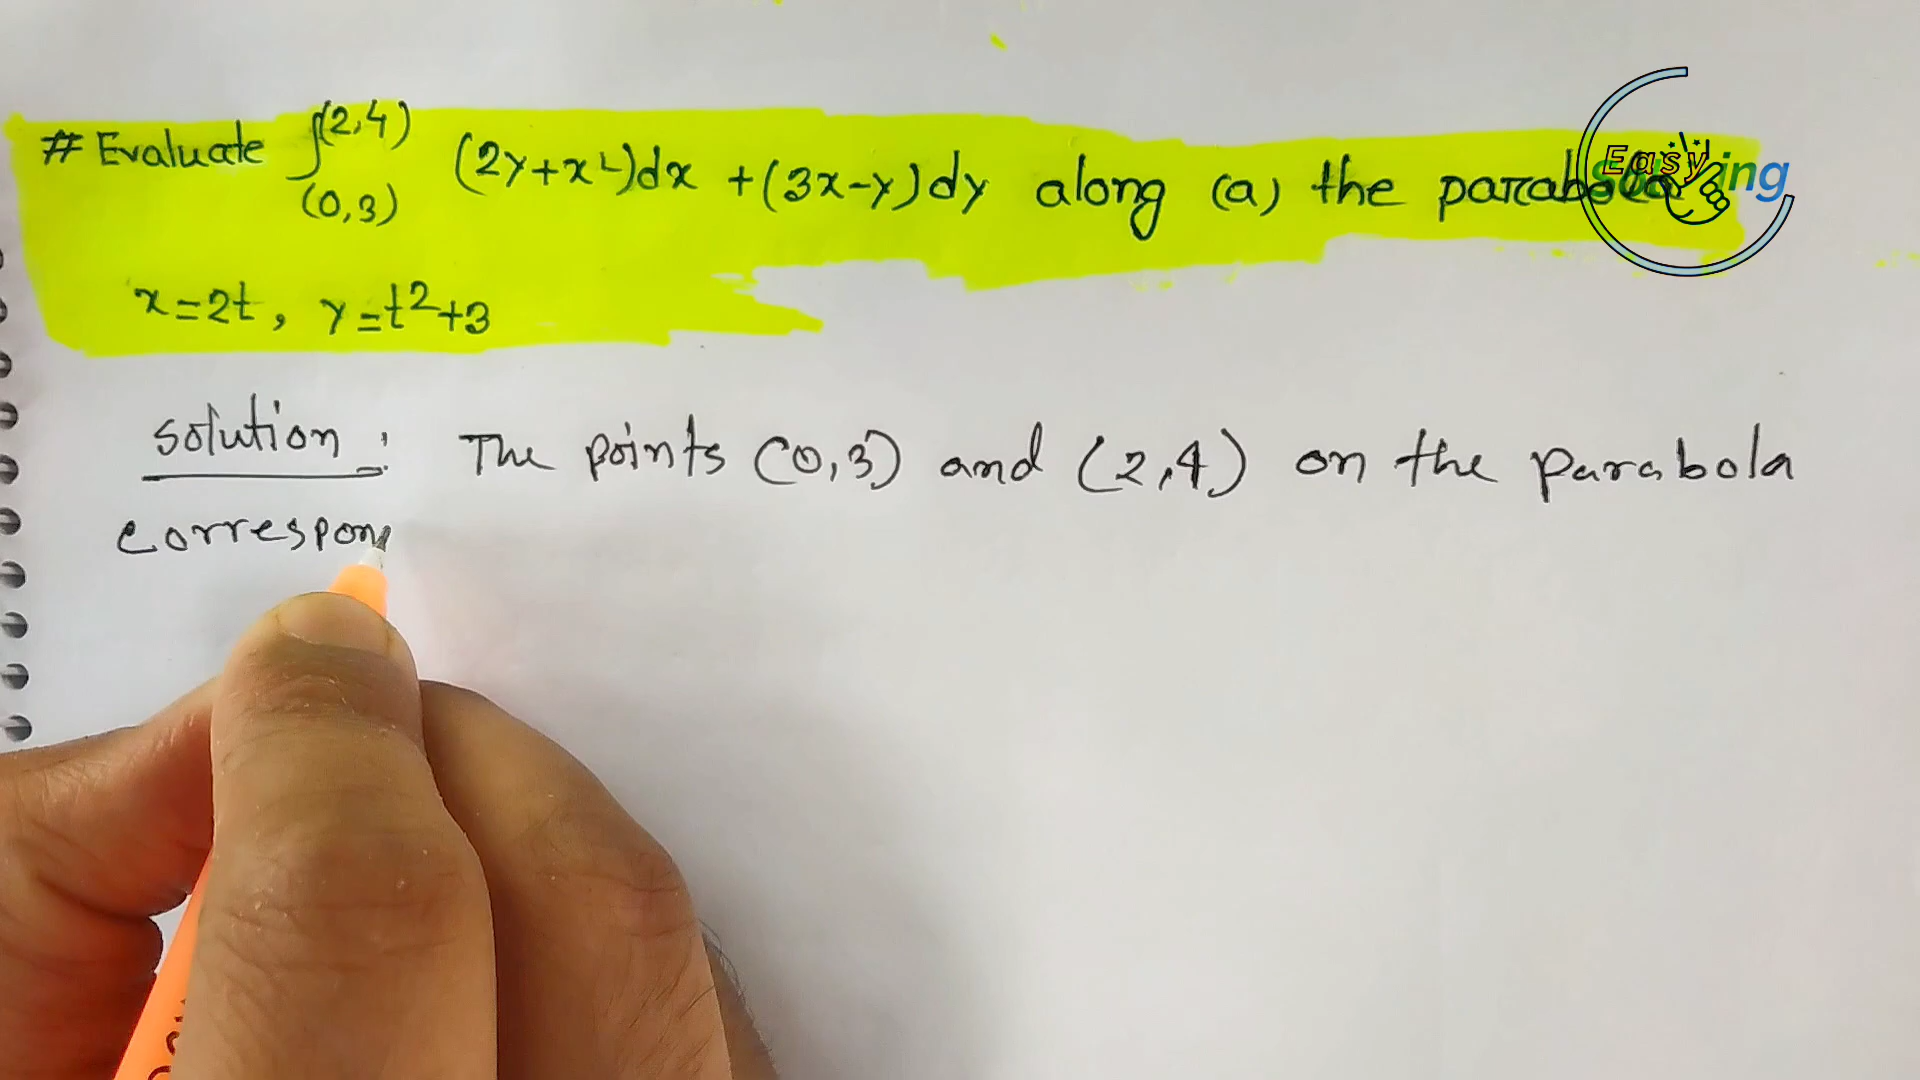 # Evaluate ∫(0,3)^(2,4) (2y+x²)dx + (3x-y)dy along (a) the parabola
x=2t, y=t²+3
solution: The points (0,3) and (2,4) on the parabola
correspon
Easy